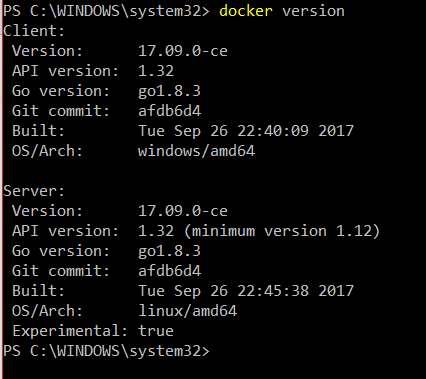 PS C:\WINDOWS\system32> docker version
Client:
 Version:      17.09.0-ce
 API version:  1.32
 Go version:   go1.8.3
 Git commit:   afdb6d4
 Built:        Tue Sep 26 22:40:09 2017
 OS/Arch:      windows/amd64

Server:
 Version:      17.09.0-ce
 API version:  1.32 (minimum version 1.12)
 Go version:   go1.8.3
 Git commit:   afdb6d4
 Built:        Tue Sep 26 22:45:38 2017
 OS/Arch:      linux/amd64
 Experimental: true
PS C:\WINDOWS\system32>